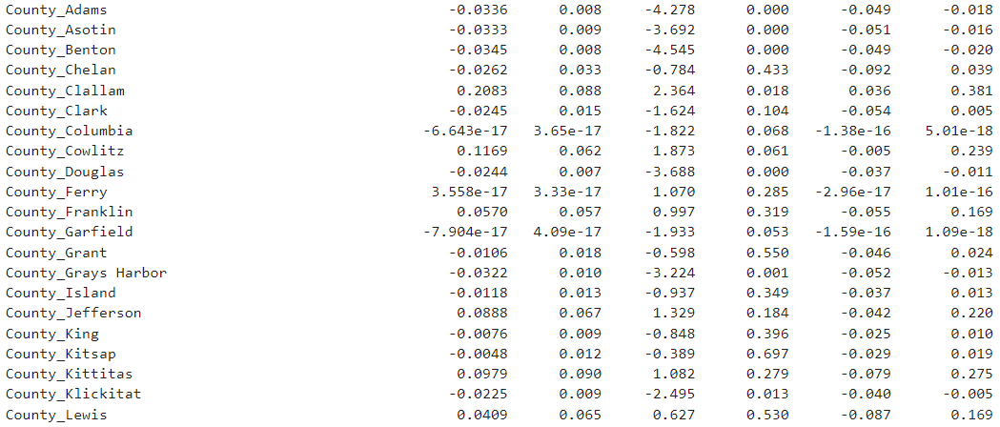 County_Adams -0.0336 0.008 -4.278 0.000 -0.049 -0.018
County_Asotin -0.0333 0.009 -3.692 0.000 -0.051 -0.016
County_Benton -0.0345 0.008 -4.545 0.000 -0.049 -0.020
County_Chelan -0.0262 0.033 -0.784 0.433 -0.092 0.039
County_Clallam 0.2083 0.088 2.364 0.018 0.036 0.381
County_Clark -0.0245 0.015 -1.624 0.104 -0.054 0.005
County_Columbia -6.643e-17 3.65e-17 -1.822 0.068 -1.38e-16 5.01e-18
County_Cowlitz 0.1169 0.062 1.873 0.061 -0.005 0.239
County_Douglas -0.0244 0.007 -3.688 0.000 -0.037 -0.011
County_Ferry 3.558e-17 3.33e-17 1.070 0.285 -2.96e-17 1.01e-16
County_Franklin 0.0570 0.057 0.997 0.319 -0.055 0.169
County_Garfield -7.904e-17 4.09e-17 -1.933 0.053 -1.59e-16 1.09e-18
County_Grant -0.0106 0.018 -0.598 0.550 -0.046 0.024
County_Grays Harbor -0.0322 0.010 -3.224 0.001 -0.052 -0.013
County_Island -0.0118 0.013 -0.937 0.349 -0.037 0.013
County_Jefferson 0.0888 0.067 1.329 0.184 -0.042 0.220
County_King -0.0076 0.009 -0.848 0.396 -0.025 0.010
County_Kitsap -0.0048 0.012 -0.389 0.697 -0.029 0.019
County_Kittitas 0.0979 0.090 1.082 0.279 -0.079 0.275
County_Klickitat -0.0225 0.009 -2.495 0.013 -0.040 -0.005
County_Lewis 0.0409 0.065 0.627 0.530 -0.087 0.169